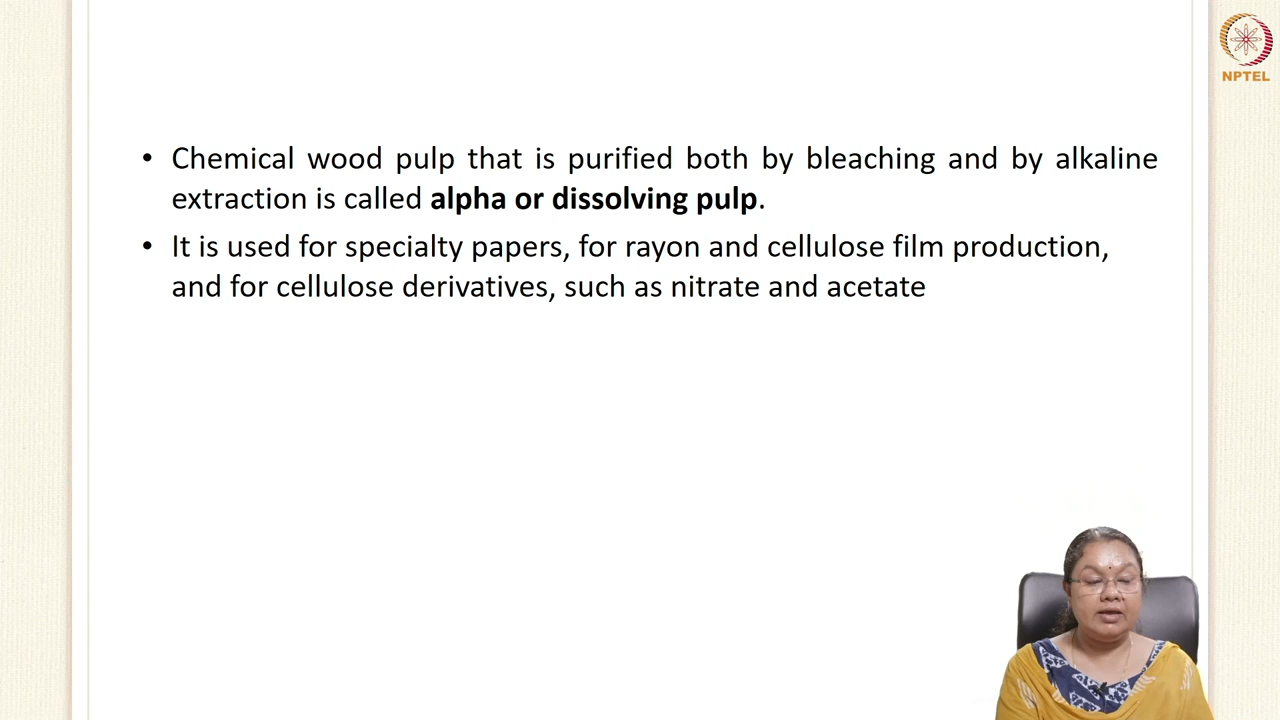 NPTEL
• Chemical wood pulp that is purified both by bleaching and by alkaline
extraction is called alpha or dissolving pulp.
• It is used for specialty papers, for rayon and cellulose film production,
and for cellulose derivatives, such as nitrate and acetate